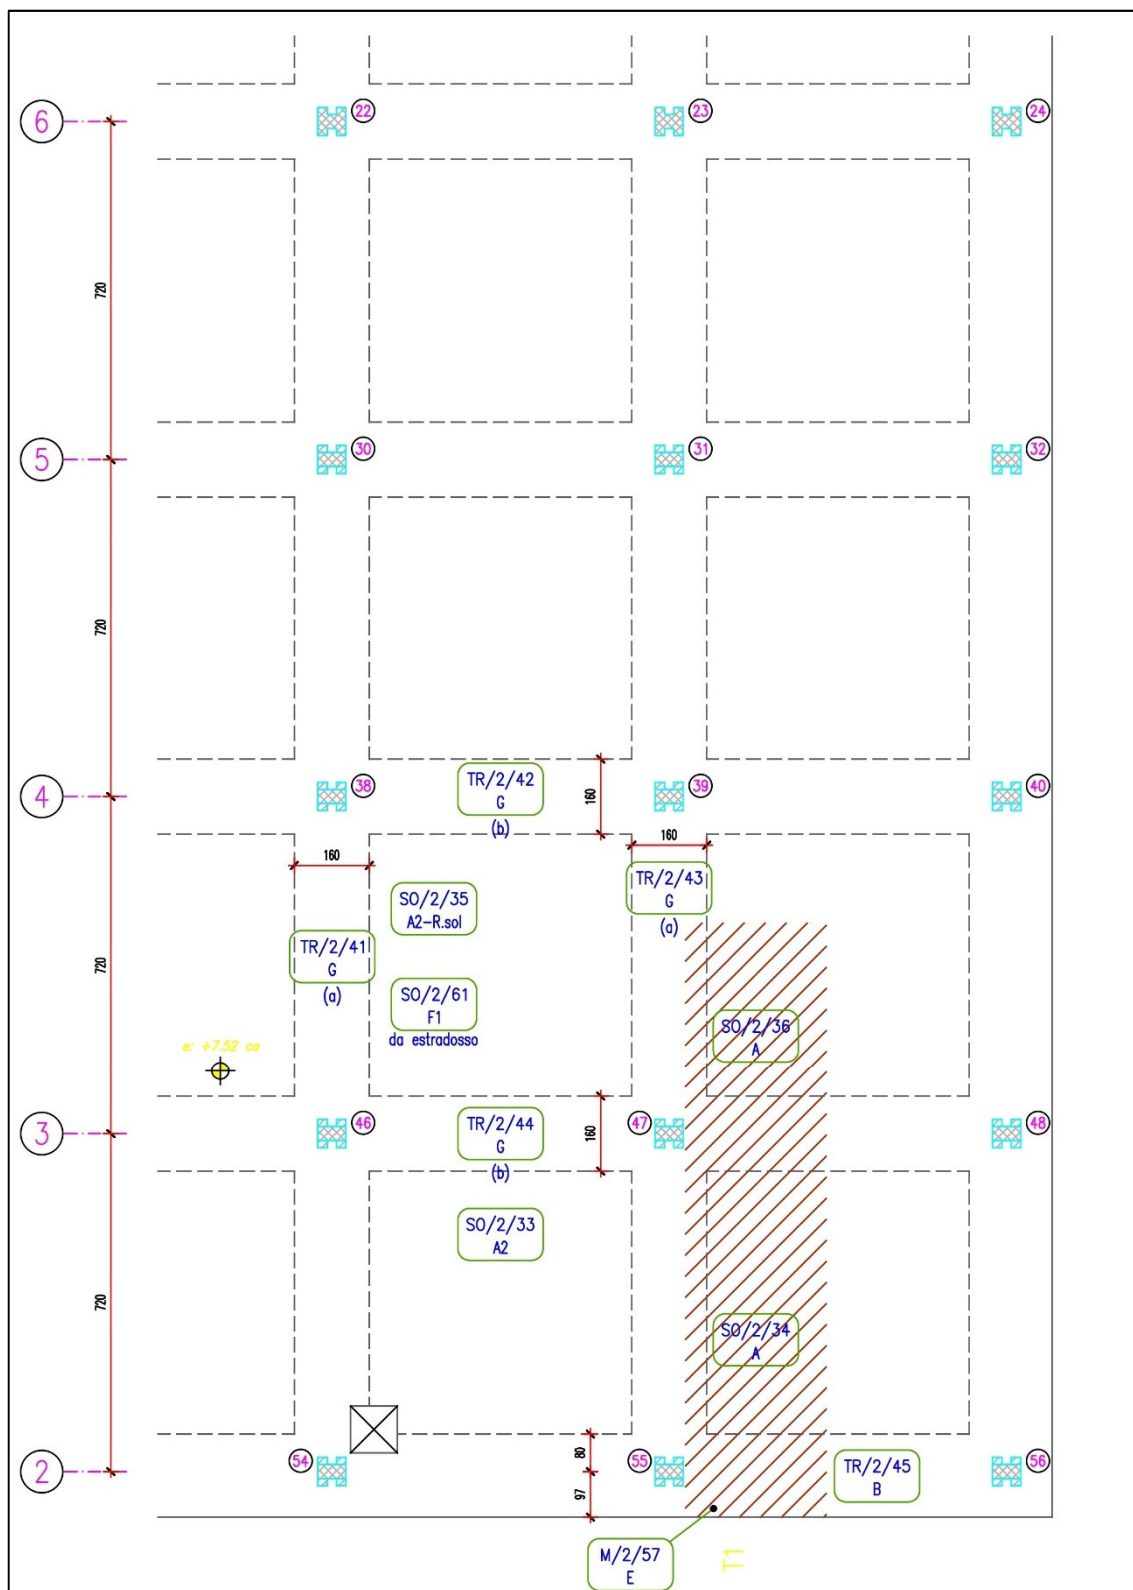 6
22
23
24
720
5
30
31
32
720
TR/2/42
G
(b)
4
38
39
40
160
160
160
TR/2/43
G
(a)
SO/2/35
A2-R.sol
TR/2/41
G
(a)
720
SO/2/61
F1
da estradosso
SO/2/36
A
e: +7.52 ca
3
46
TR/2/44
G
(b)
160
47
48
SO/2/33
A2
720
SO/2/34
A
80
2
54
55
56
TR/2/45
B
97
M/2/57
E
T1